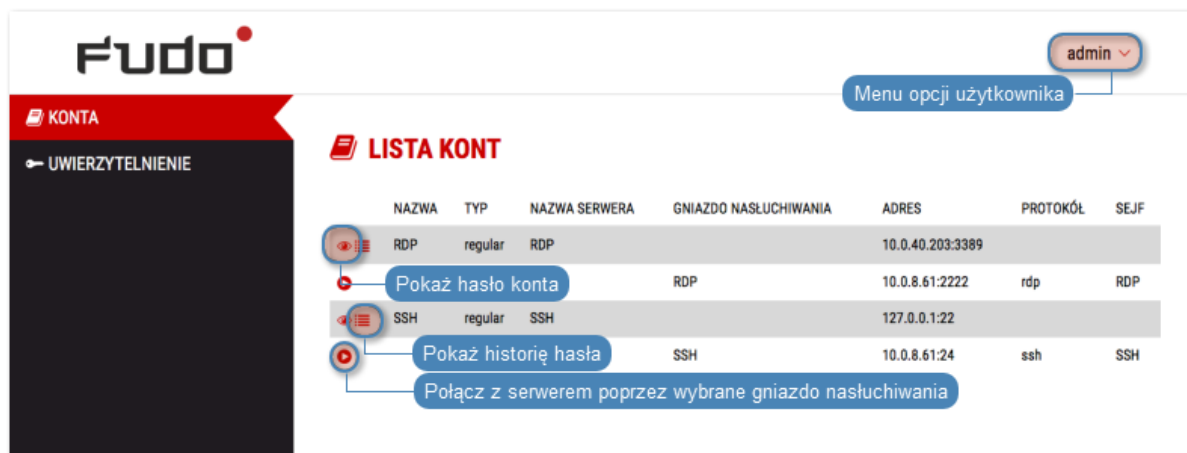 Fudo
admin
Menu opcji użytkownika
KONTA
UWIERZYTELNIENIE
LISTA KONT
NAZWA TYP NAZWA SERWERA GNIAZDO NASŁUCHIWANIA ADRES PROTOKÓŁ SEJF
RDP regular RDP 10.0.40.203:3389
Pokaż hasło konta RDP 10.0.8.61:2222 rdp RDP
SSH regular SSH 127.0.0.1:22
Pokaż historię hasła SSH 10.0.8.61:24 ssh SSH
Połącz z serwerem poprzez wybrane gniazdo nasłuchiwania